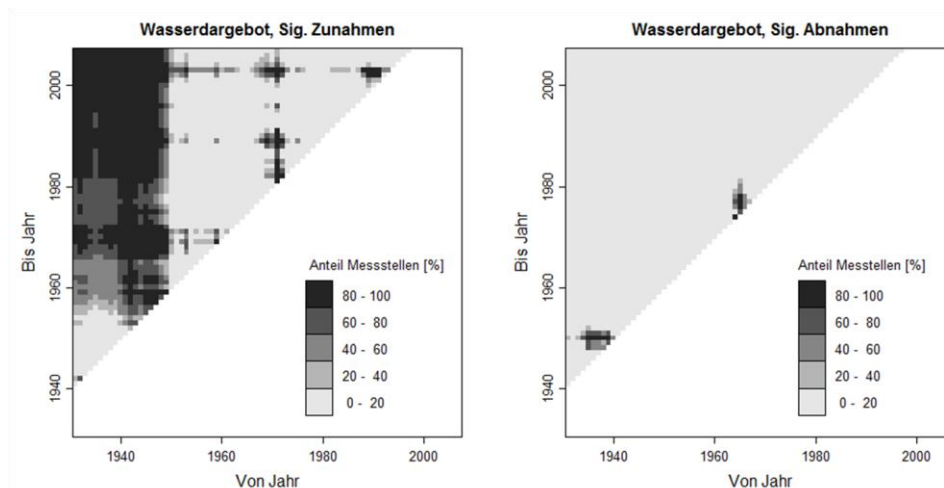 Wasserdargebot, Sig. Zunahmen
2000
1980
1960
1940
Bis Jahr
Anteil Messstellen [%]
80 - 100
60 - 80
40 - 60
20 - 40
0 - 20
1940 1960 1980 2000
Von Jahr
Wasserdargebot, Sig. Abnahmen
2000
1980
1960
1940
Bis Jahr
Anteil Messtellen [%]
80 - 100
60 - 80
40 - 60
20 - 40
0 - 20
1940 1960 1980 2000
Von Jahr